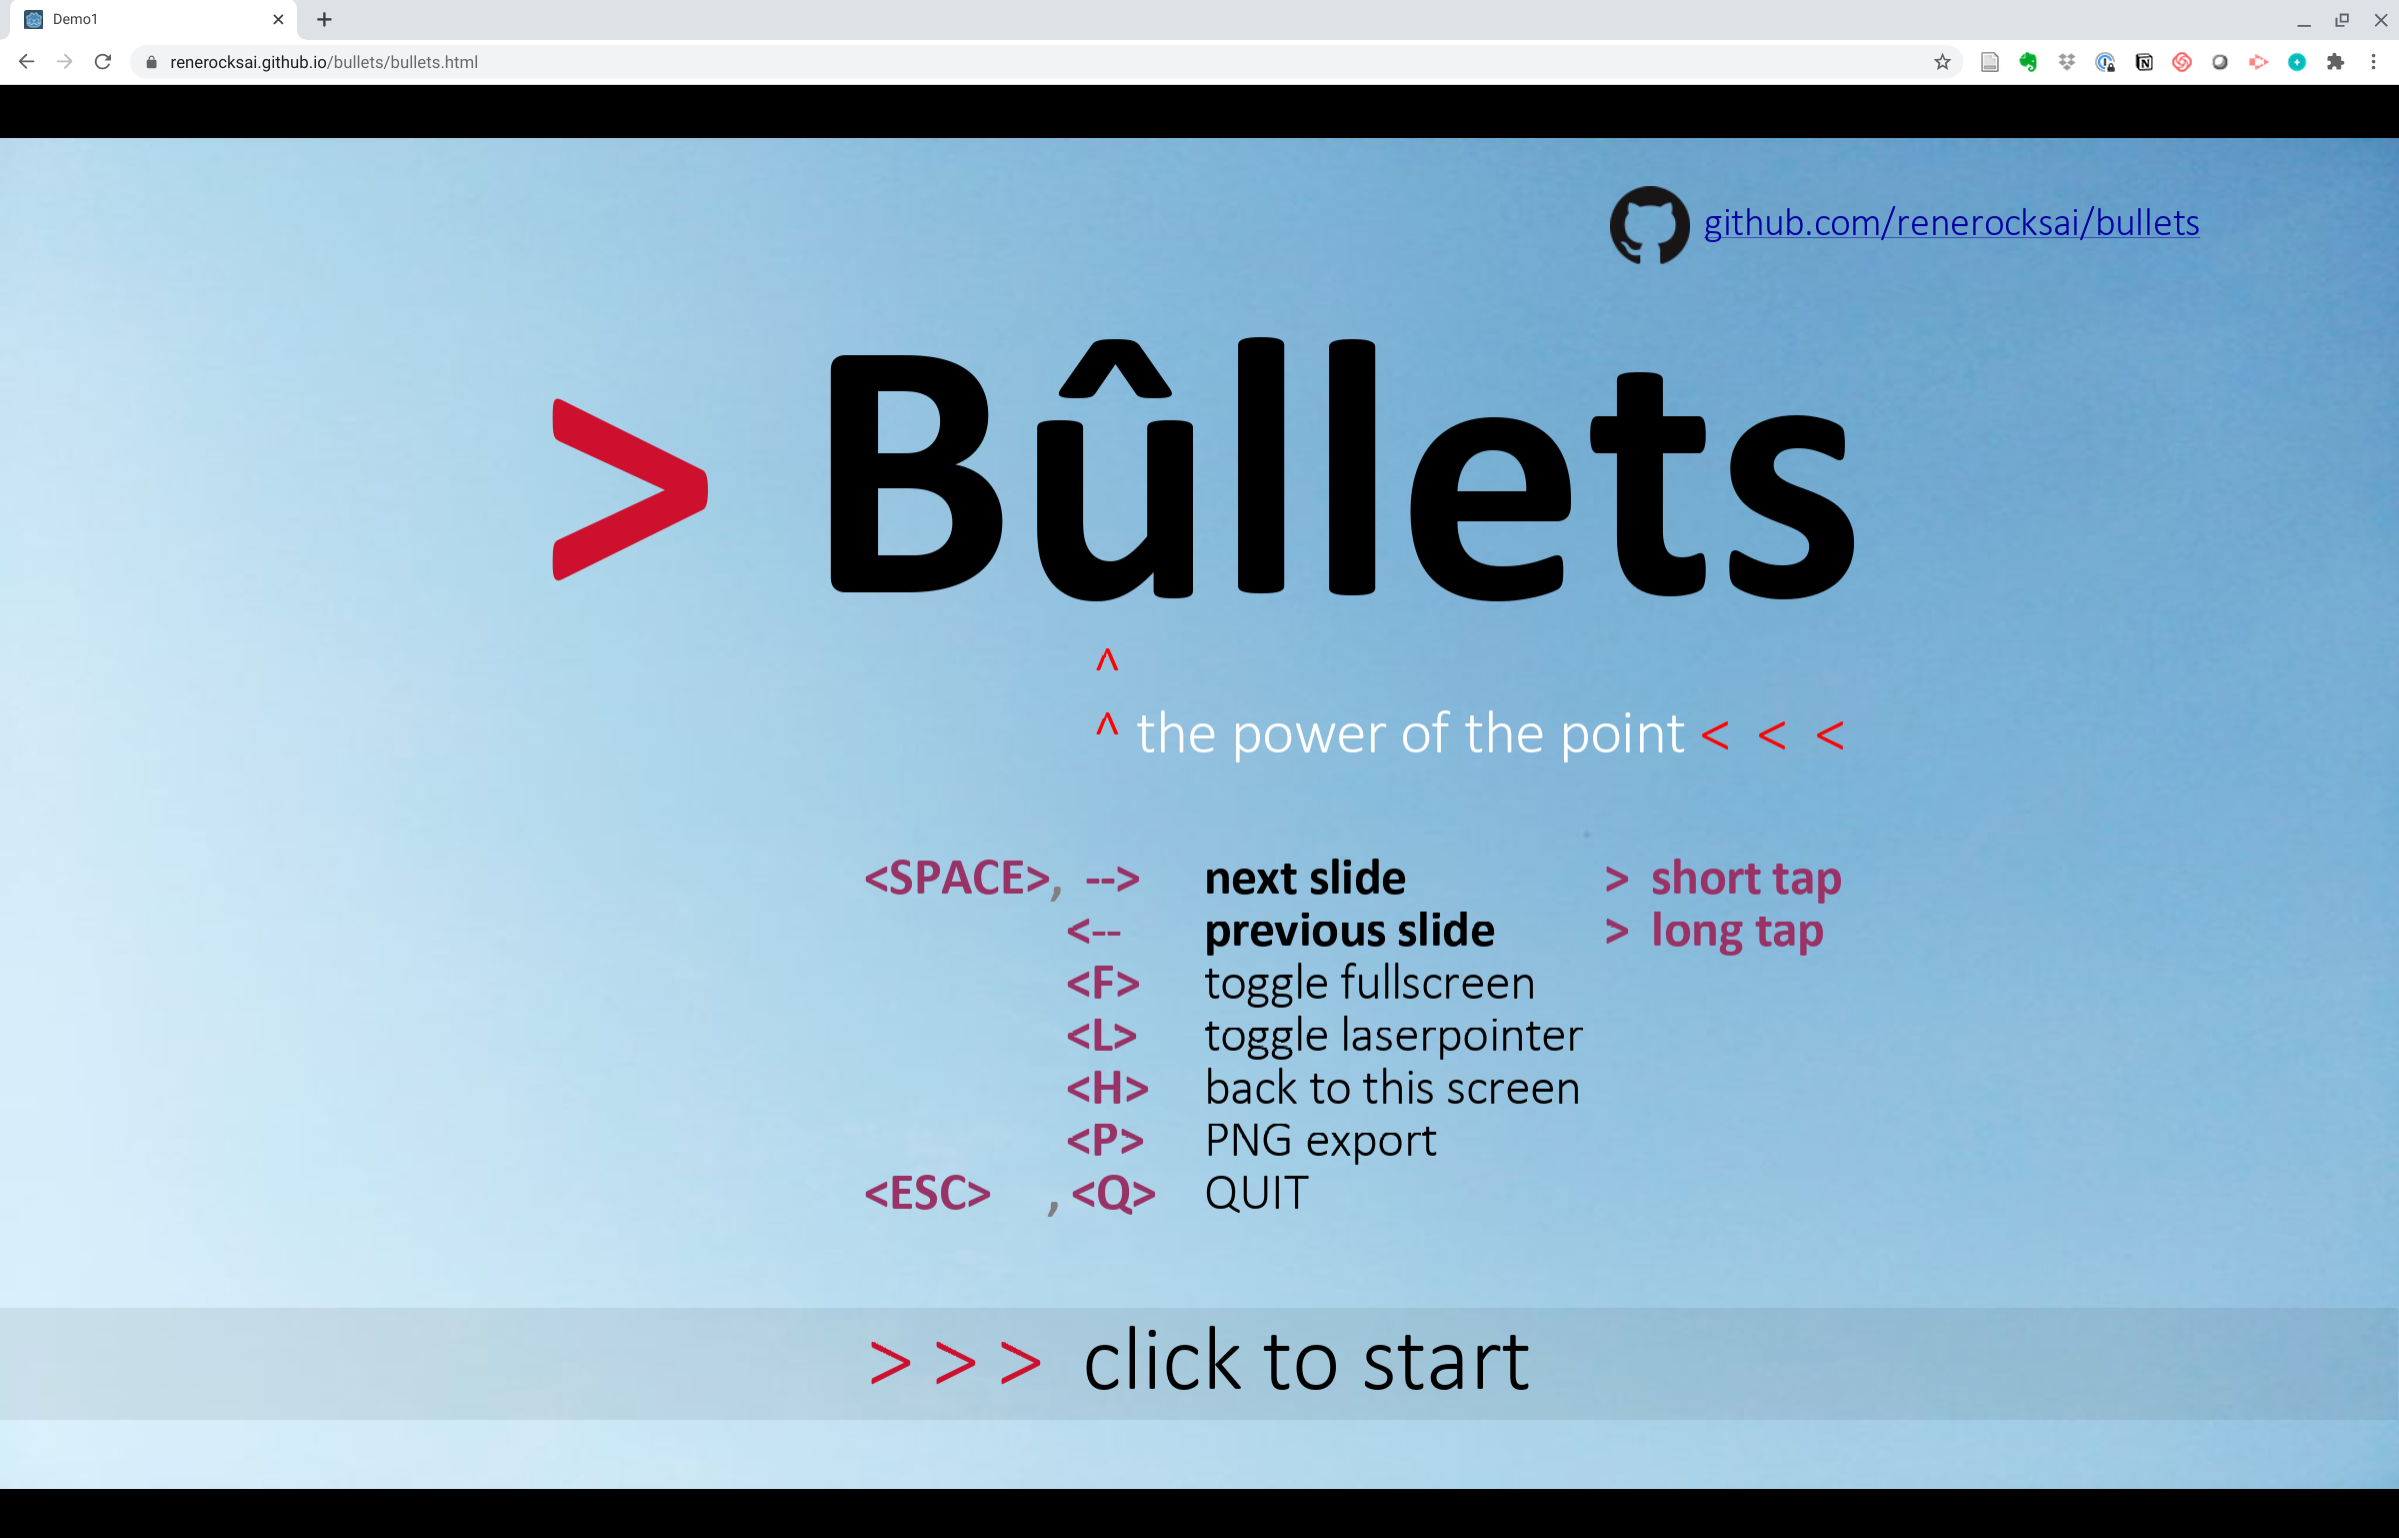 Demo1
renerocksai.github.io/bullets/bullets.html
github.com/renerocksai/bullets
> Bûllets
^
^ the power of the point < < <
<SPACE>, --> next slide > short tap
<-- previous slide > long tap
<F> toggle fullscreen
<L> toggle laserpointer
<H> back to this screen
<P> PNG export
<ESC> , <Q> QUIT
> > > click to start